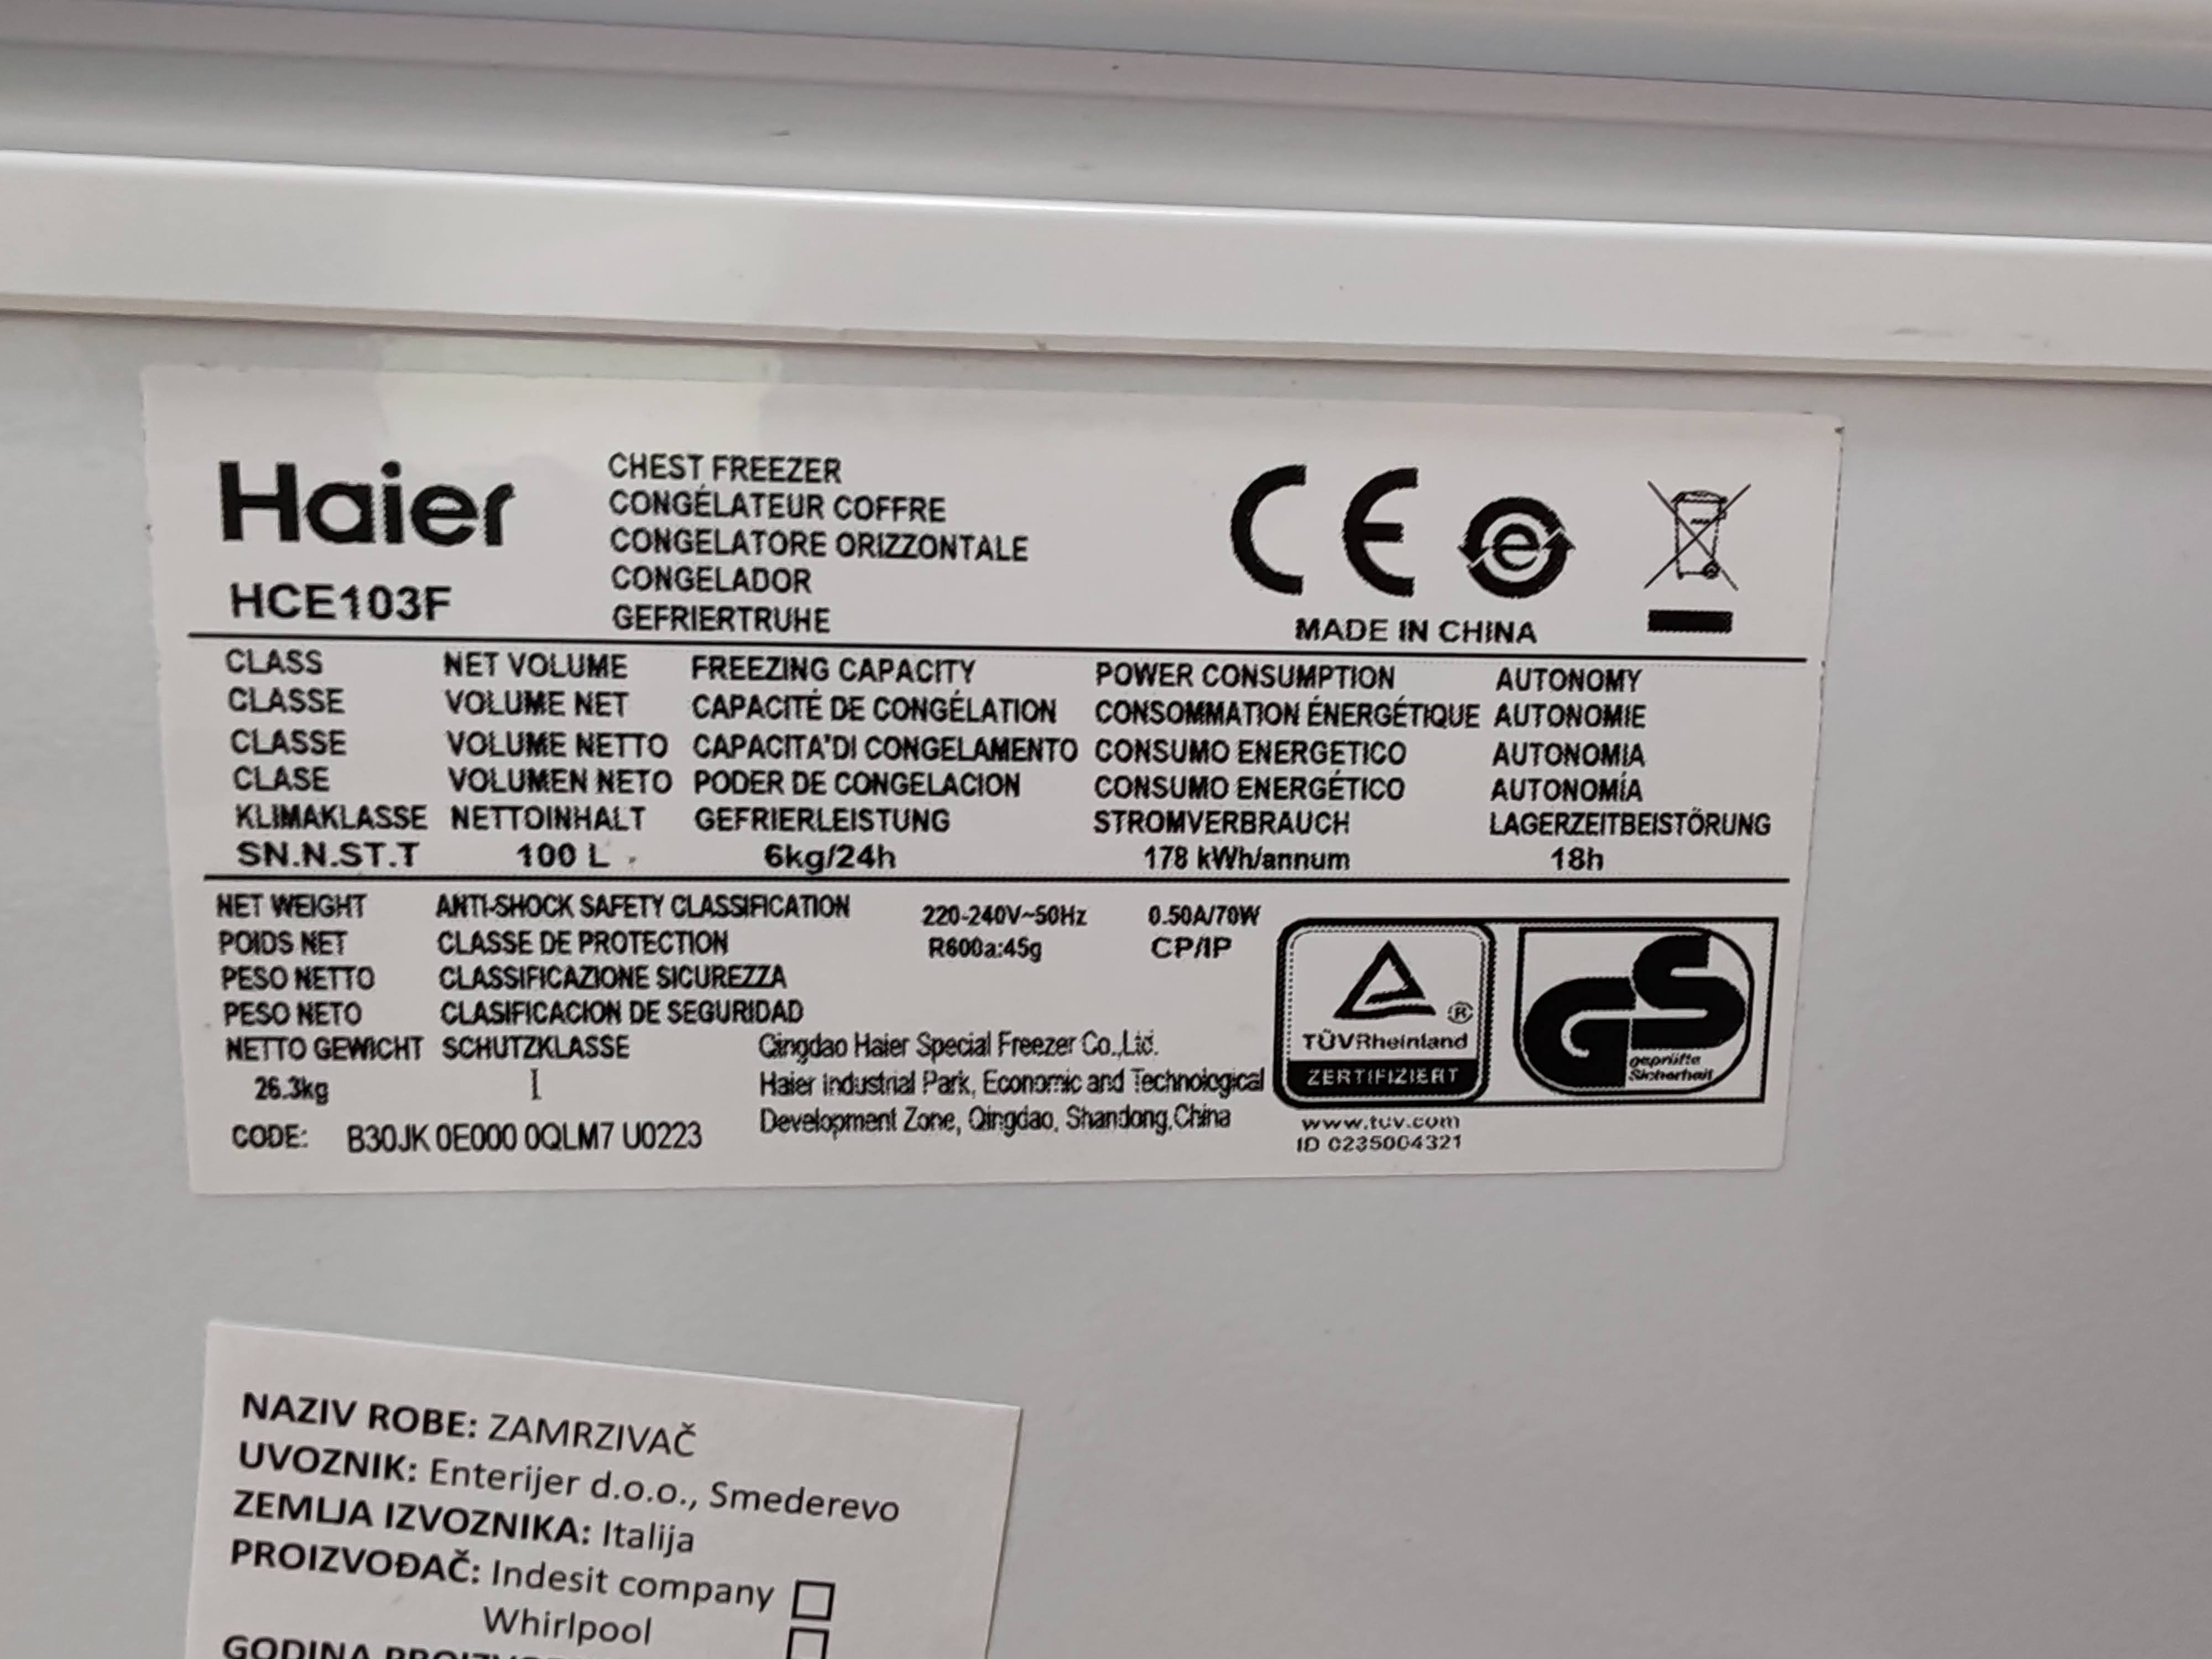 Haier
HCE103F
CHEST FREEZER
CONGÉLATEUR COFFRE
CONGELATORE ORIZZONTALE
CONGELADOR
GEFRIERTRUHE
CE
e
MADE IN CHINA
CLASS NET VOLUME FREEZING CAPACITY POWER CONSUMPTION AUTONOMY
CLASSE VOLUME NET CAPACITÉ DE CONGÉLATION CONSOMMATION ÉNERGÉTIQUE AUTONOMIE
CLASSE VOLUME NETTO CAPACITA'DI CONGELAMENTO CONSUMO ENERGETICO AUTONOMIA
CLASE VOLUMEN NETO PODER DE CONGELACION CONSUMO ENERGÉTICO AUTONOMÍA
KLIMAKLASSE NETTOINHALT GEFRIERLEISTUNG STROMVERBRAUCH LAGERZEITBEISTÖRUNG
SN.N.ST.T 100 L 6kg/24h 178 kWh/annum 18h
NET WEIGHT ANTI-SHOCK SAFETY CLASSIFICATION 220-240V~50Hz 0.50A/70W
POIDS NET CLASSE DE PROTECTION R600a:45g CP/IP
PESO NETTO CLASSIFICAZIONE SICUREZZA
PESO NETO CLASIFICACION DE SEGURIDAD
NETTO GEWICHT SCHUTZKLASSE
26.3kg I
CODE: B30JK 0E000 0QLM7 U0223
Qingdao Haier Special Freezer Co.,Ltd.
Haier Industrial Park, Economic and Technological
Development Zone, Qingdao, Shandong,China
®
TÜVRheinland
ZERTIFIZIERT
GS
geprüfte
Sicherheit
www.tuv.com
ID 0235004321
NAZIV ROBE: ZAMRZIVAČ
UVOZNIK: Enterijer d.o.o., Smederevo
ZEMLJA IZVOZNIKA: Italija
PROIZVOĐAČ: Indesit company
Whirlpool
GODINA